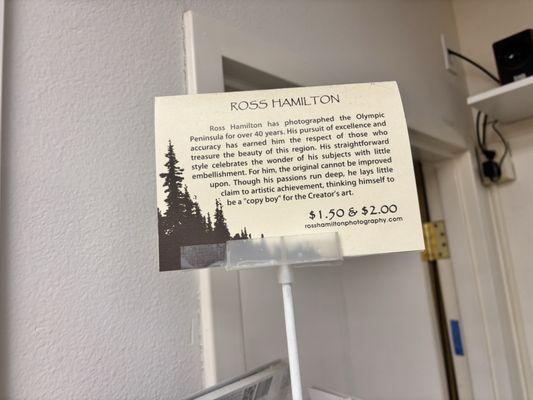 ROSS HAMILTON
Ross Hamilton has photographed the Olympic
Peninsula for over 40 years. His pursuit of excellence and
accuracy has earned him the respect of those who
treasure the beauty of this region. His straightforward
style celebrates the wonder of his subjects with little
embellishment. For him, the original cannot be improved
upon. Though his passions run deep, he lays little
claim to artistic achievement, thinking himself to
be a "copy boy" for the Creator's art.
$1.50 & $2.00
rosshamiltonphotography.com